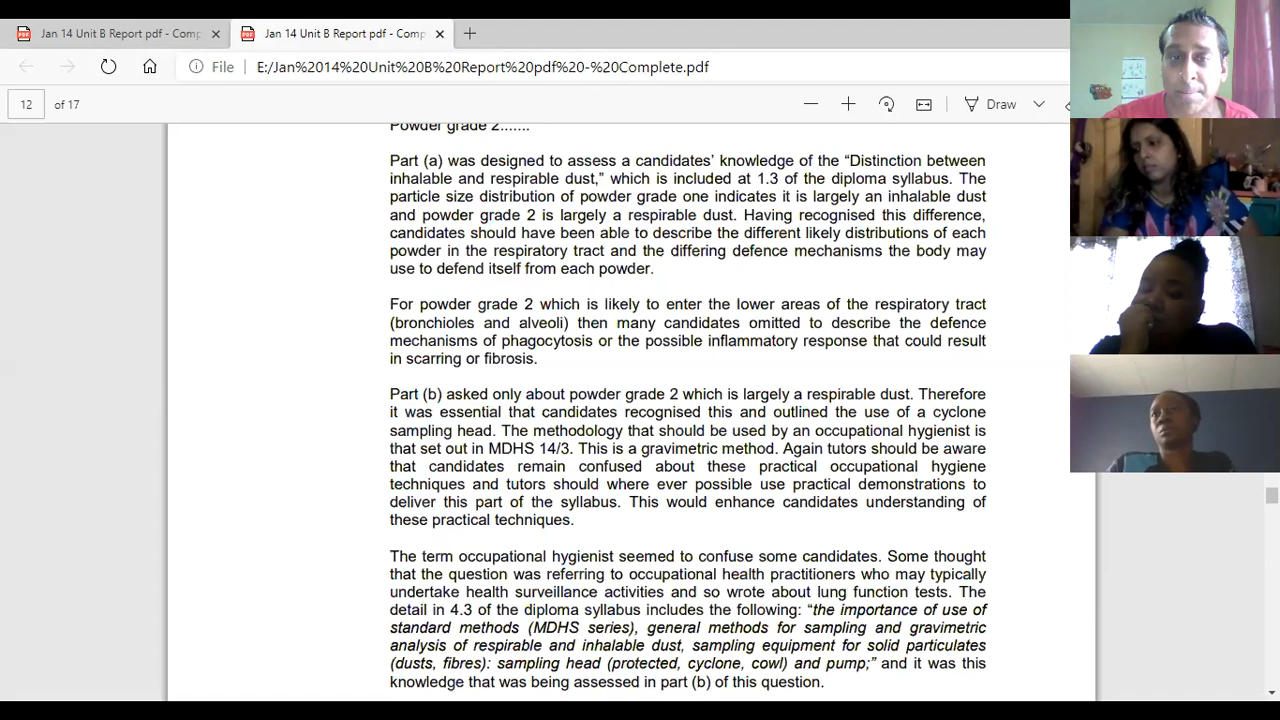 Jan 14 Unit B Report pdf - Comp
Jan 14 Unit B Report pdf - Comp
File
E:/Jan%2014%20Unit%20B%20Report%20pdf%20-%20Complete.pdf
12 of 17
Draw
Powder grade 2.......
Part (a) was designed to assess a candidates’ knowledge of the “Distinction between
inhalable and respirable dust,” which is included at 1.3 of the diploma syllabus. The
particle size distribution of powder grade one indicates it is largely an inhalable dust
and powder grade 2 is largely a respirable dust. Having recognised this difference,
candidates should have been able to describe the different likely distributions of each
powder in the respiratory tract and the differing defence mechanisms the body may
use to defend itself from each powder.
For powder grade 2 which is likely to enter the lower areas of the respiratory tract
(bronchioles and alveoli) then many candidates omitted to describe the defence
mechanisms of phagocytosis or the possible inflammatory response that could result
in scarring or fibrosis.
Part (b) asked only about powder grade 2 which is largely a respirable dust. Therefore
it was essential that candidates recognised this and outlined the use of a cyclone
sampling head. The methodology that should be used by an occupational hygienist is
that set out in MDHS 14/3. This is a gravimetric method. Again tutors should be aware
that candidates remain confused about these practical occupational hygiene
techniques and tutors should where ever possible use practical demonstrations to
deliver this part of the syllabus. This would enhance candidates understanding of
these practical techniques.
The term occupational hygienist seemed to confuse some candidates. Some thought
that the question was referring to occupational health practitioners who may typically
undertake health surveillance activities and so wrote about lung function tests. The
detail in 4.3 of the diploma syllabus includes the following: “the importance of use of
standard methods (MDHS series), general methods for sampling and gravimetric
analysis of respirable and inhalable dust, sampling equipment for solid particulates
(dusts, fibres): sampling head (protected, cyclone, cowl) and pump;” and it was this
knowledge that was being assessed in part (b) of this question.